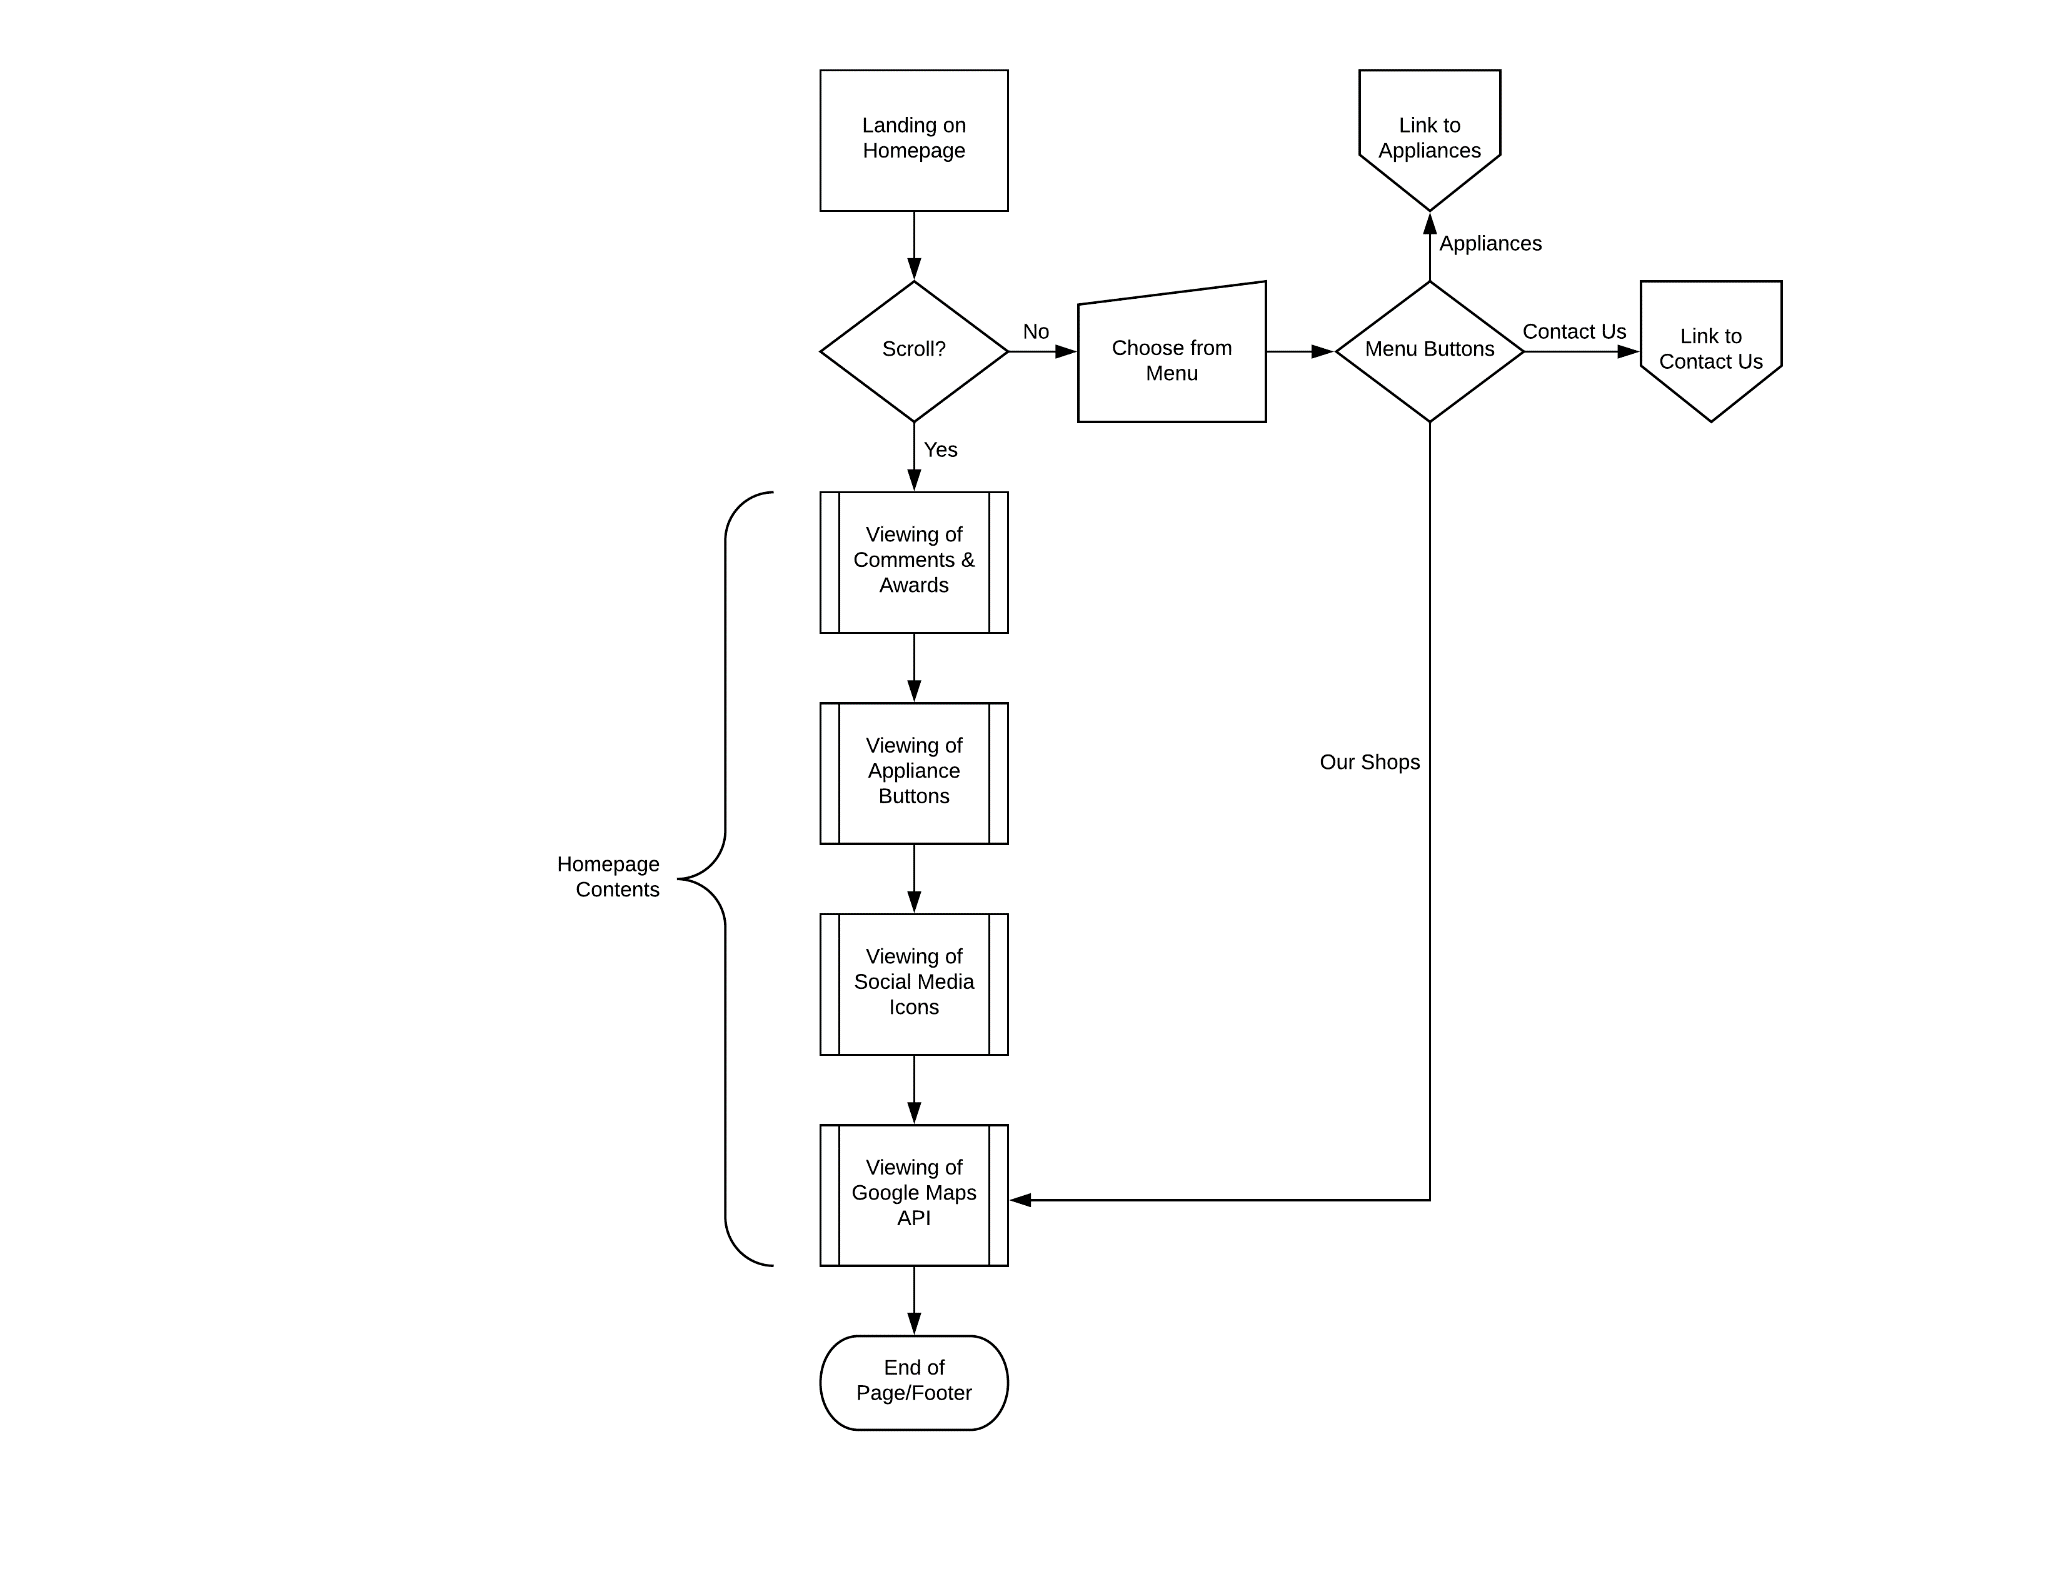 Landing on
Homepage
Link to
Appliances
Appliances
Scroll?
No
Choose from
Menu
Menu Buttons
Contact Us
Link to
Contact Us
Yes
Viewing of
Comments &
Awards
Viewing of
Appliance
Buttons
Our Shops
Homepage
Contents
Viewing of
Social Media
Icons
Viewing of
Google Maps
API
End of
Page/Footer